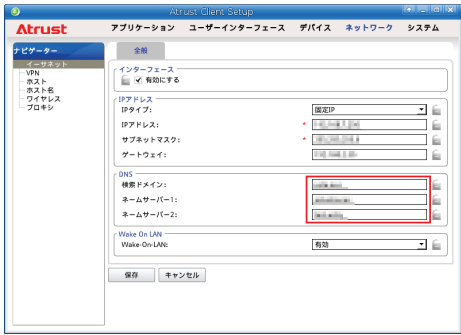 Atrust Client Setup
Atrust
アプリケーション ユーザーインターフェース デバイス ネットワーク システム
ナビゲーター
イーサネット
VPN
ホスト
ホスト名
ワイヤレス
プロキシ
全般
インターフェース
有効にする
IPアドレス
IPタイプ: 固定IP
IPアドレス: *
サブネットマスク: *
ゲートウェイ:
DNS
検索ドメイン:
ネームサーバー1:
ネームサーバー2:
Wake On LAN
Wake-On-LAN: 有効
保存 キャンセル